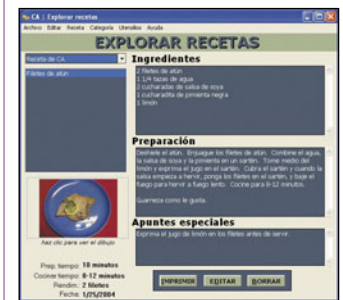 CA | Explorar recetas
Archivo Editar Receta Categoría Utensilios Ayuda
EXPLORAR RECETAS
Receta de CA
Filetes de atún
Ingredientes
2 filetes de atún
1 1/4 tazas de agua
2 cucharadas de salsa de soya
1 cucharadita de pimienta negra
1 limón
Preparación
Deshiele el atún. Enjuague los filetes de atún. Combine el agua,
la salsa de soya y la pimienta en un sartén. Tome medio del
limón y exprima el jugo en el sartén. Cubra el sartén y cuando la
salsa empieza a hervir, ponga los filetes en el sartén, y baje el
fuego para hervir a fuego lento. Cocine para 8-12 minutos.
Guarnezca como le gusta.
haz clic para ver el dibujo
Apuntes especiales
Exprima el jugo de limón en los filetes antes de servir.
Prep. tiempo: 10 minutos
Cocinar tiempo: 8-12 minutos
Rendim.: 2 filetes
Fecha: 1/25/2004
IMPRIMIR EDITAR BORRAR